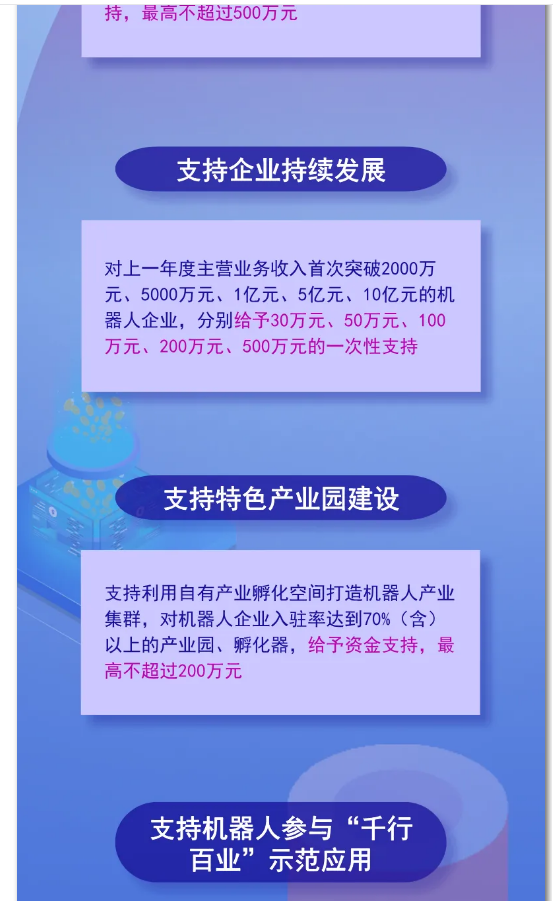 持，最高不超过500万元
支持企业持续发展
对上一年度主营业务收入首次突破2000万
元、5000万元、1亿元、5亿元、10亿元的机
器人企业，分别给予30万元、50万元、100
万元、200万元、500万元的一次性支持
支持特色产业园建设
支持利用自有产业孵化空间打造机器人产业
集群，对机器人企业入驻率达到70%（含）
以上的产业园、孵化器，给予资金支持，最
高不超过200万元
支持机器人参与“千行
百业”示范应用